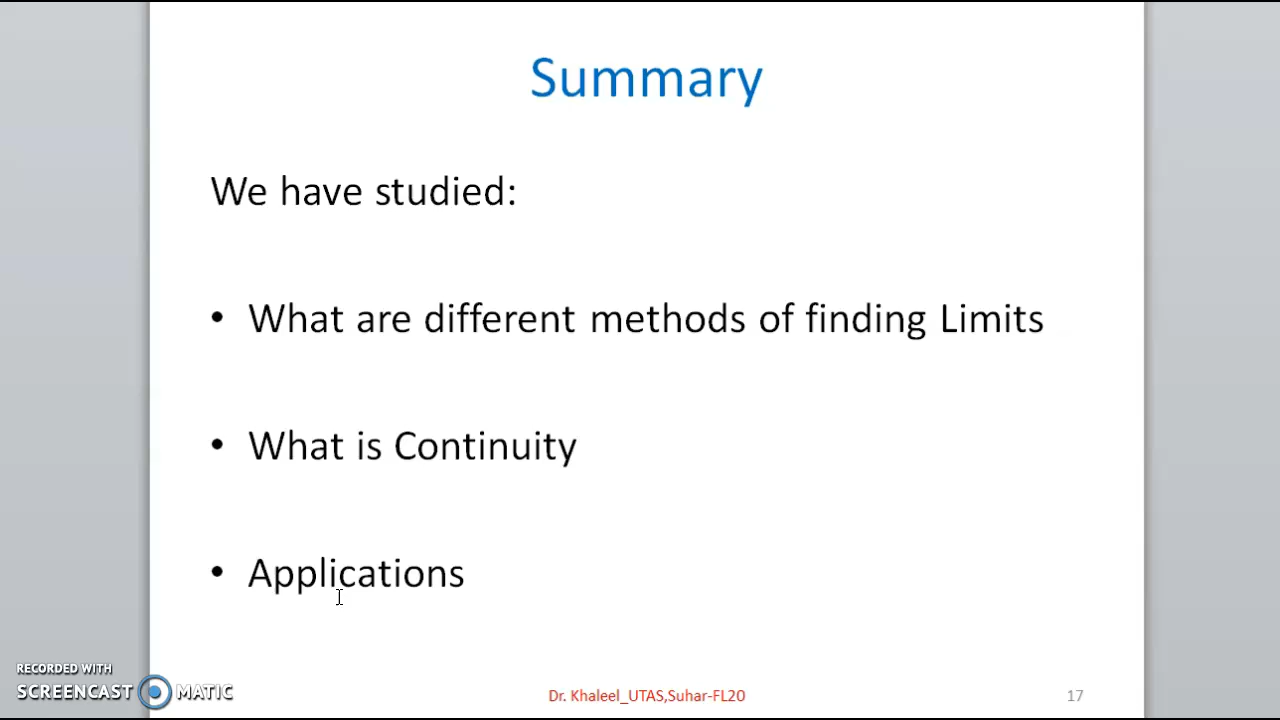 Summary
We have studied:
• What are different methods of finding Limits
• What is Continuity
• Applications
RECORDED WITH
SCREENCAST MATIC
Dr. Khaleel_UTAS,Suhar-FL20
17